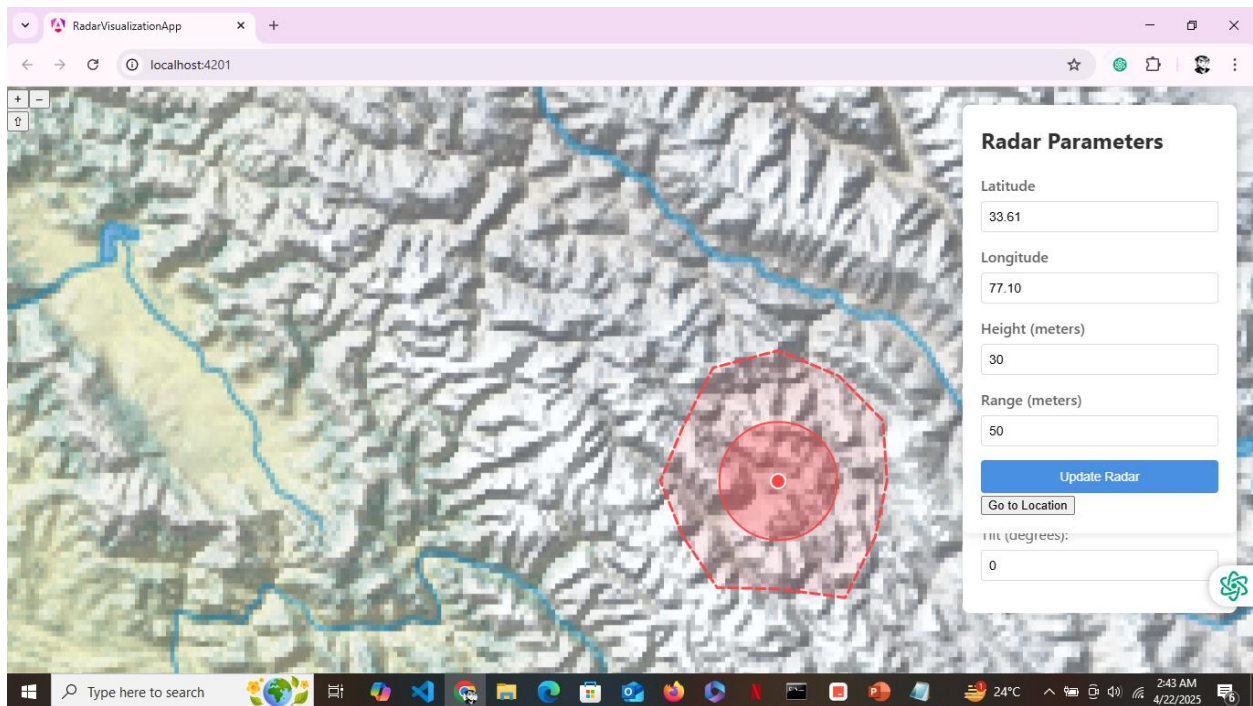 RadarVisualizationApp
localhost:4201
+ –
⇧
Radar Parameters
Latitude
33.61
Longitude
77.10
Height (meters)
30
Range (meters)
50
Update Radar
Go to Location
Tilt (degrees):
0
Type here to search
24°C
2:43 AM
4/22/2025